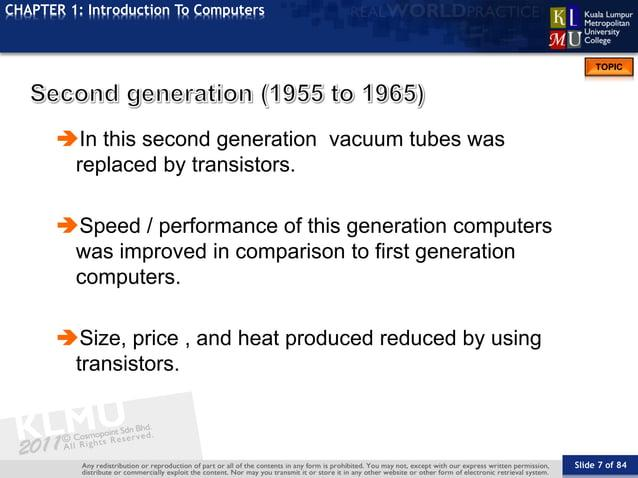 CHAPTER 1: Introduction To Computers
REALWORLDPRACTICE
KL
MU
Kuala Lumpur
Metropolitan
University
College
TOPIC
Second generation (1955 to 1965)
➔In this second generation  vacuum tubes was
replaced by transistors.
➔Speed / performance of this generation computers
was improved in comparison to first generation
computers.
➔Size, price , and heat produced reduced by using
transistors.
KLMU
2011© Cosmopoint Sdn Bhd.
All Rights Reserved.
Any redistribution or reproduction of part or all of the contents in any form is prohibited. You may not, except with our express written permission,
distribute or commercially exploit the content. Nor may you transmit it or store it in any other website or other form of electronic retrieval system.
Slide 7 of 84